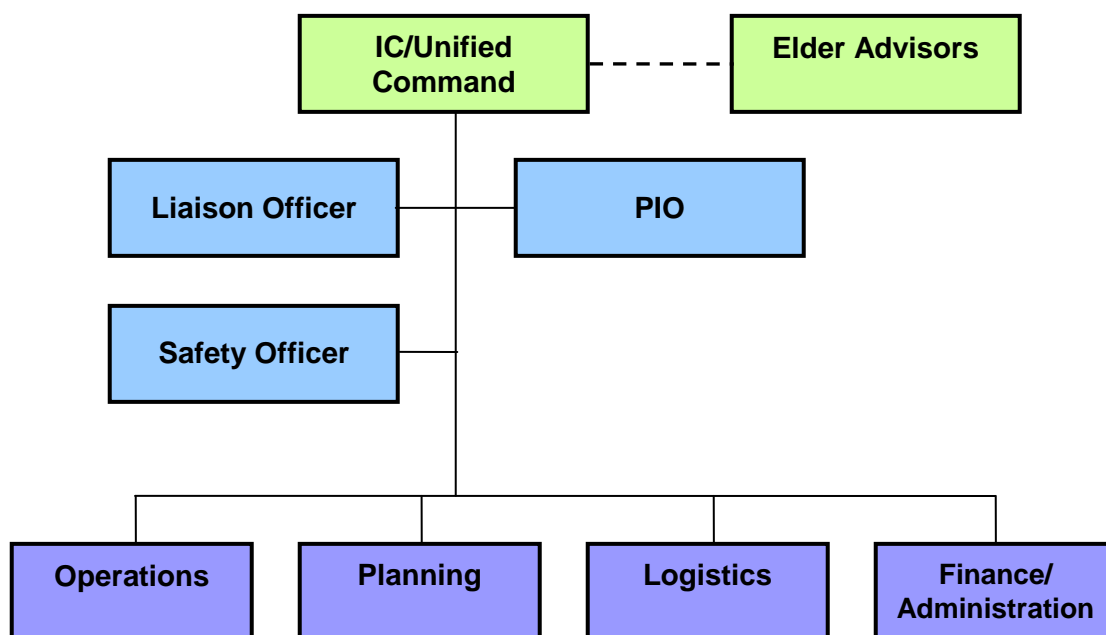 IC/Unified
Command
Elder Advisors
Liaison Officer
PIO
Safety Officer
Operations
Planning
Logistics
Finance/
Administration